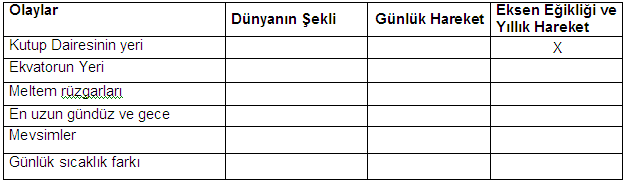 Olaylar Dünyanın Şekli Günlük Hareket Eksen Eğikliği ve
Yıllık Hareket
Kutup Dairesinin yeri X
Ekvatorun Yeri
Meltem rüzgarları
En uzun gündüz ve gece
Mevsimler
Günlük sıcaklık farkı